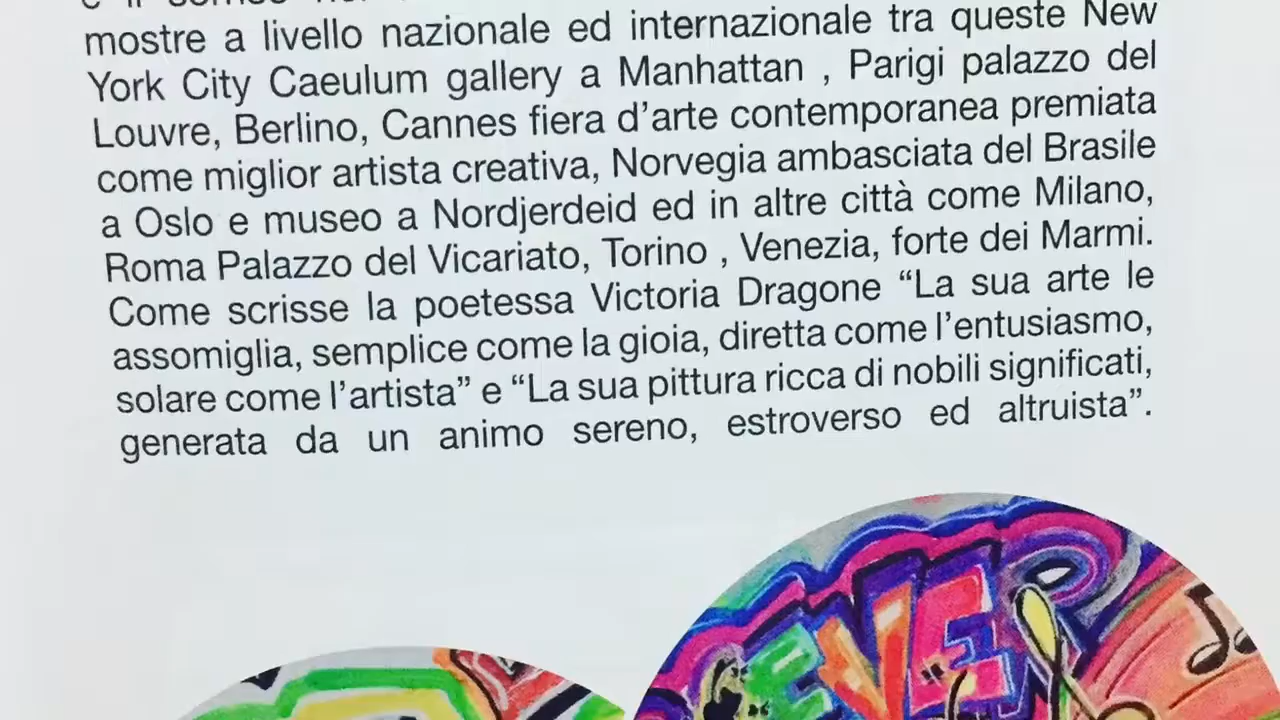 mostre a livello nazionale ed internazionale tra queste New
York City Caeulum gallery a Manhattan , Parigi palazzo del
Louvre, Berlino, Cannes fiera d’arte contemporanea premiata
come miglior artista creativa, Norvegia ambasciata del Brasile
a Oslo e museo a Nordjerdeid ed in altre città come Milano,
Roma Palazzo del Vicariato, Torino , Venezia, forte dei Marmi.
Come scrisse la poetessa Victoria Dragone “La sua arte le
assomiglia, semplice come la gioia, diretta come l’entusiasmo,
solare come l’artista” e “La sua pittura ricca di nobili significati,
generata da un animo sereno, estroverso ed altruista”.